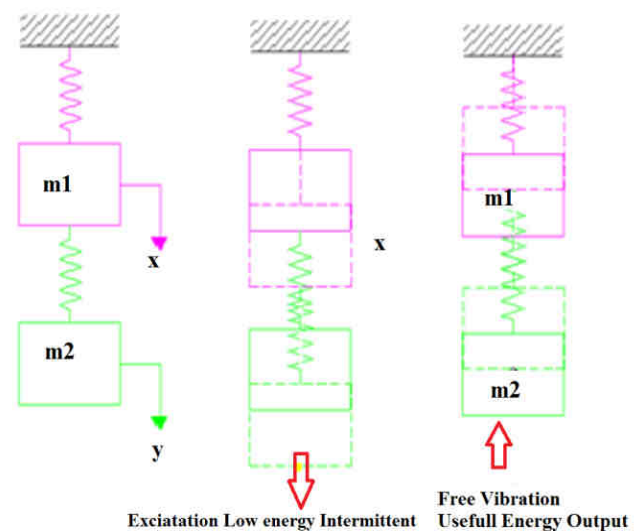 m1
x
m2
y
x
Exciatation Low energy Intermittent
m1
m2
Free Vibration
Usefull Energy Output